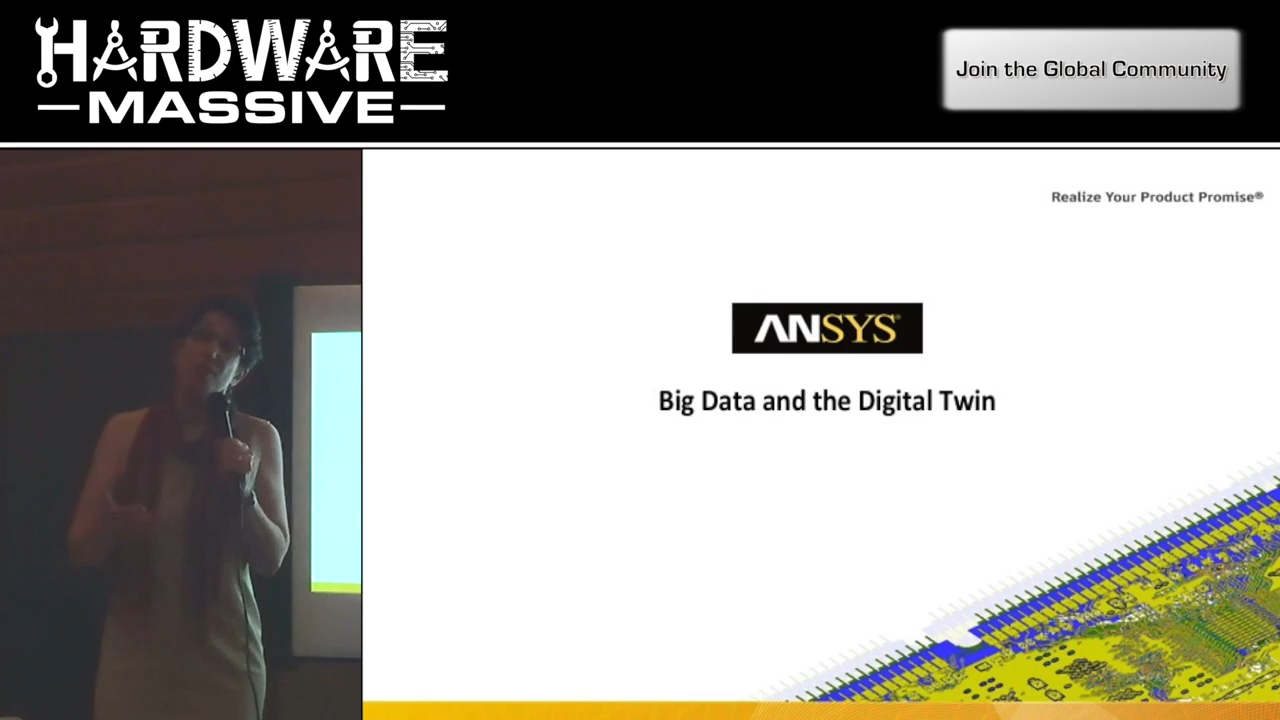 HARDWARE
MASSIVE
Join the Global Community
Realize Your Product Promise®
ANSYS®
Big Data and the Digital Twin